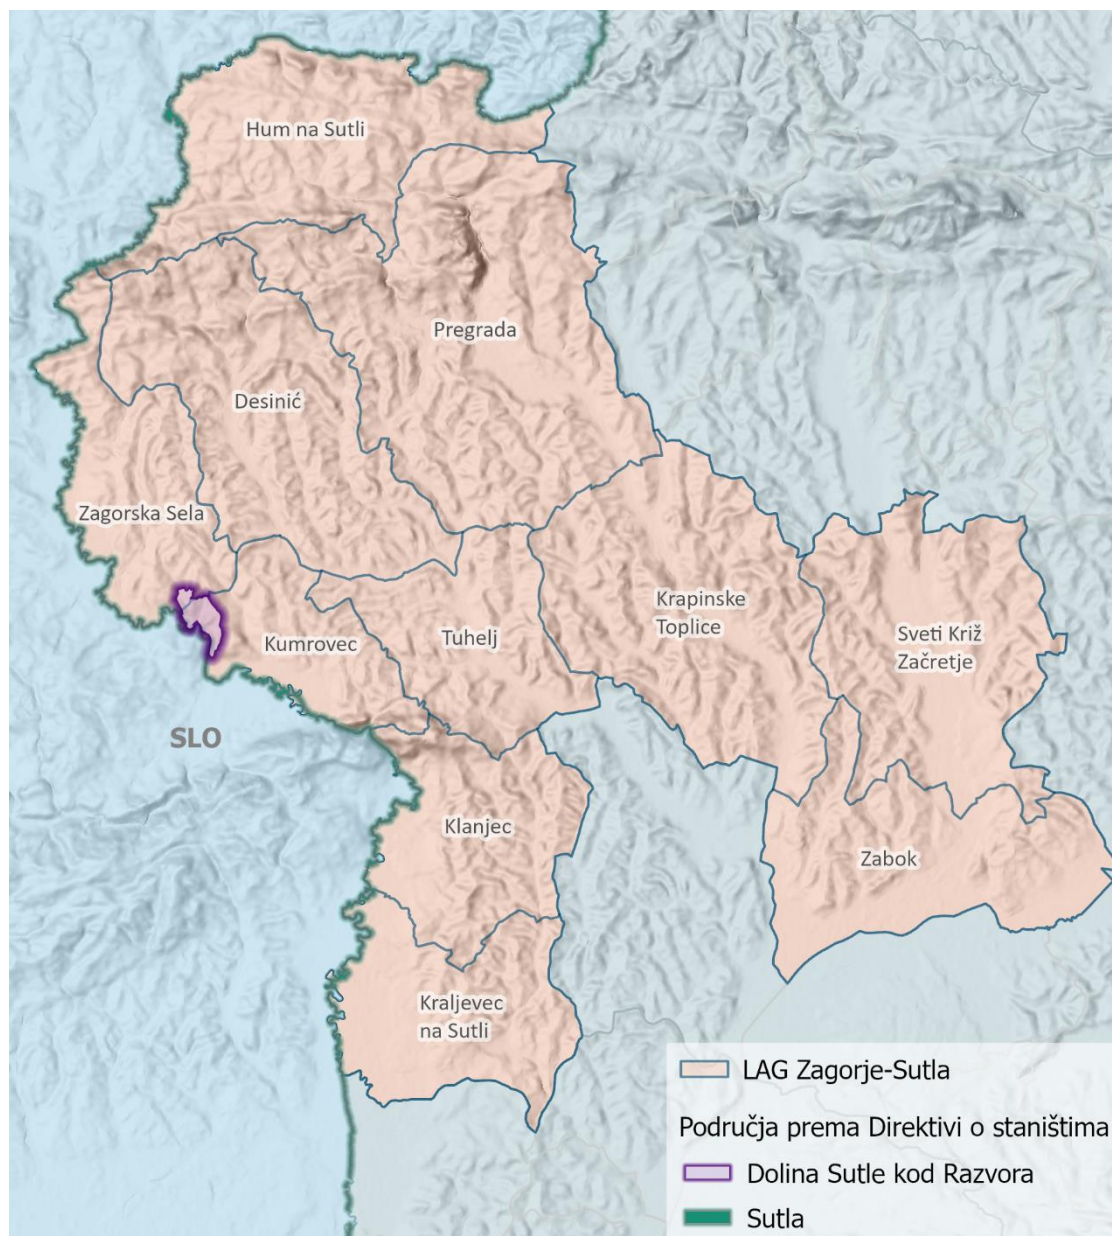 Hum na Sutli
Pregrada
Desinić
Zagorska Sela
Krapinske
Toplice
Sveti Križ
Začretje
Kumrovec
Tuhelj
SLO
Klanjec
Zabok
Kraljevec
na Sutli
LAG Zagorje-Sutla
Područja prema Direktivi o staništima
Dolina Sutle kod Razvora
Sutla